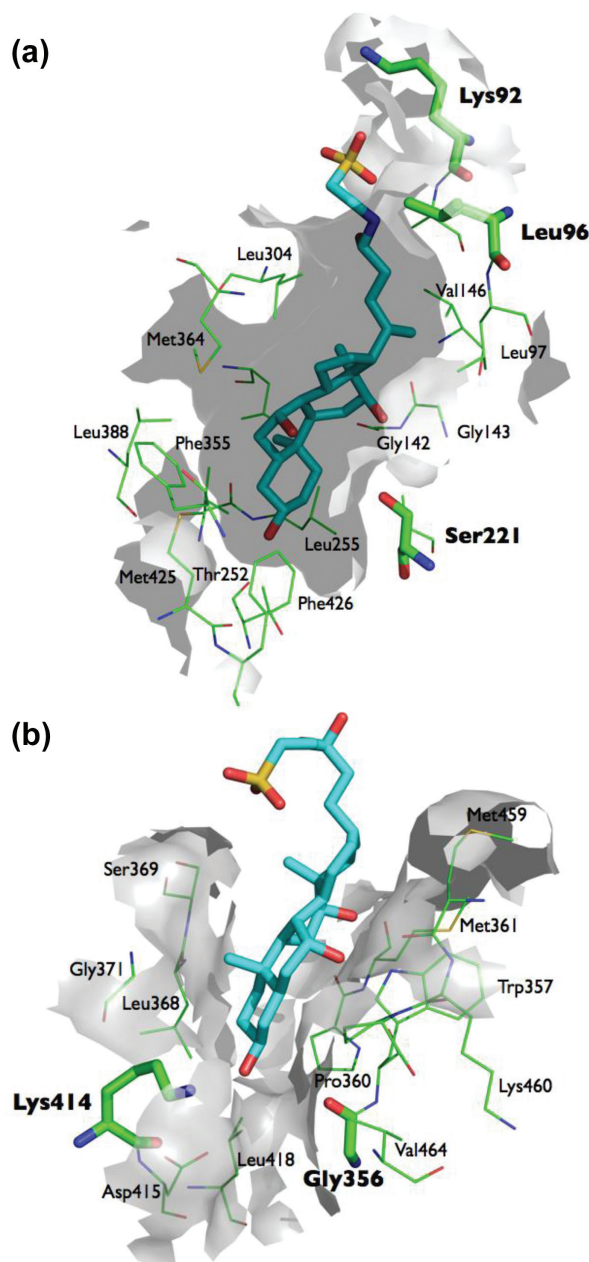 (a)
Lys92
Leu96
Leu304
Val146
Met364
Leu97
Leu388
Phe355
Gly142
Gly143
Ser221
Leu255
Met425
Thr252
Phe426
(b)
Met459
Ser369
Met361
Gly371
Trp357
Leu368
Pro360
Lys460
Lys414
Gly356
Val464
Leu418
Asp415